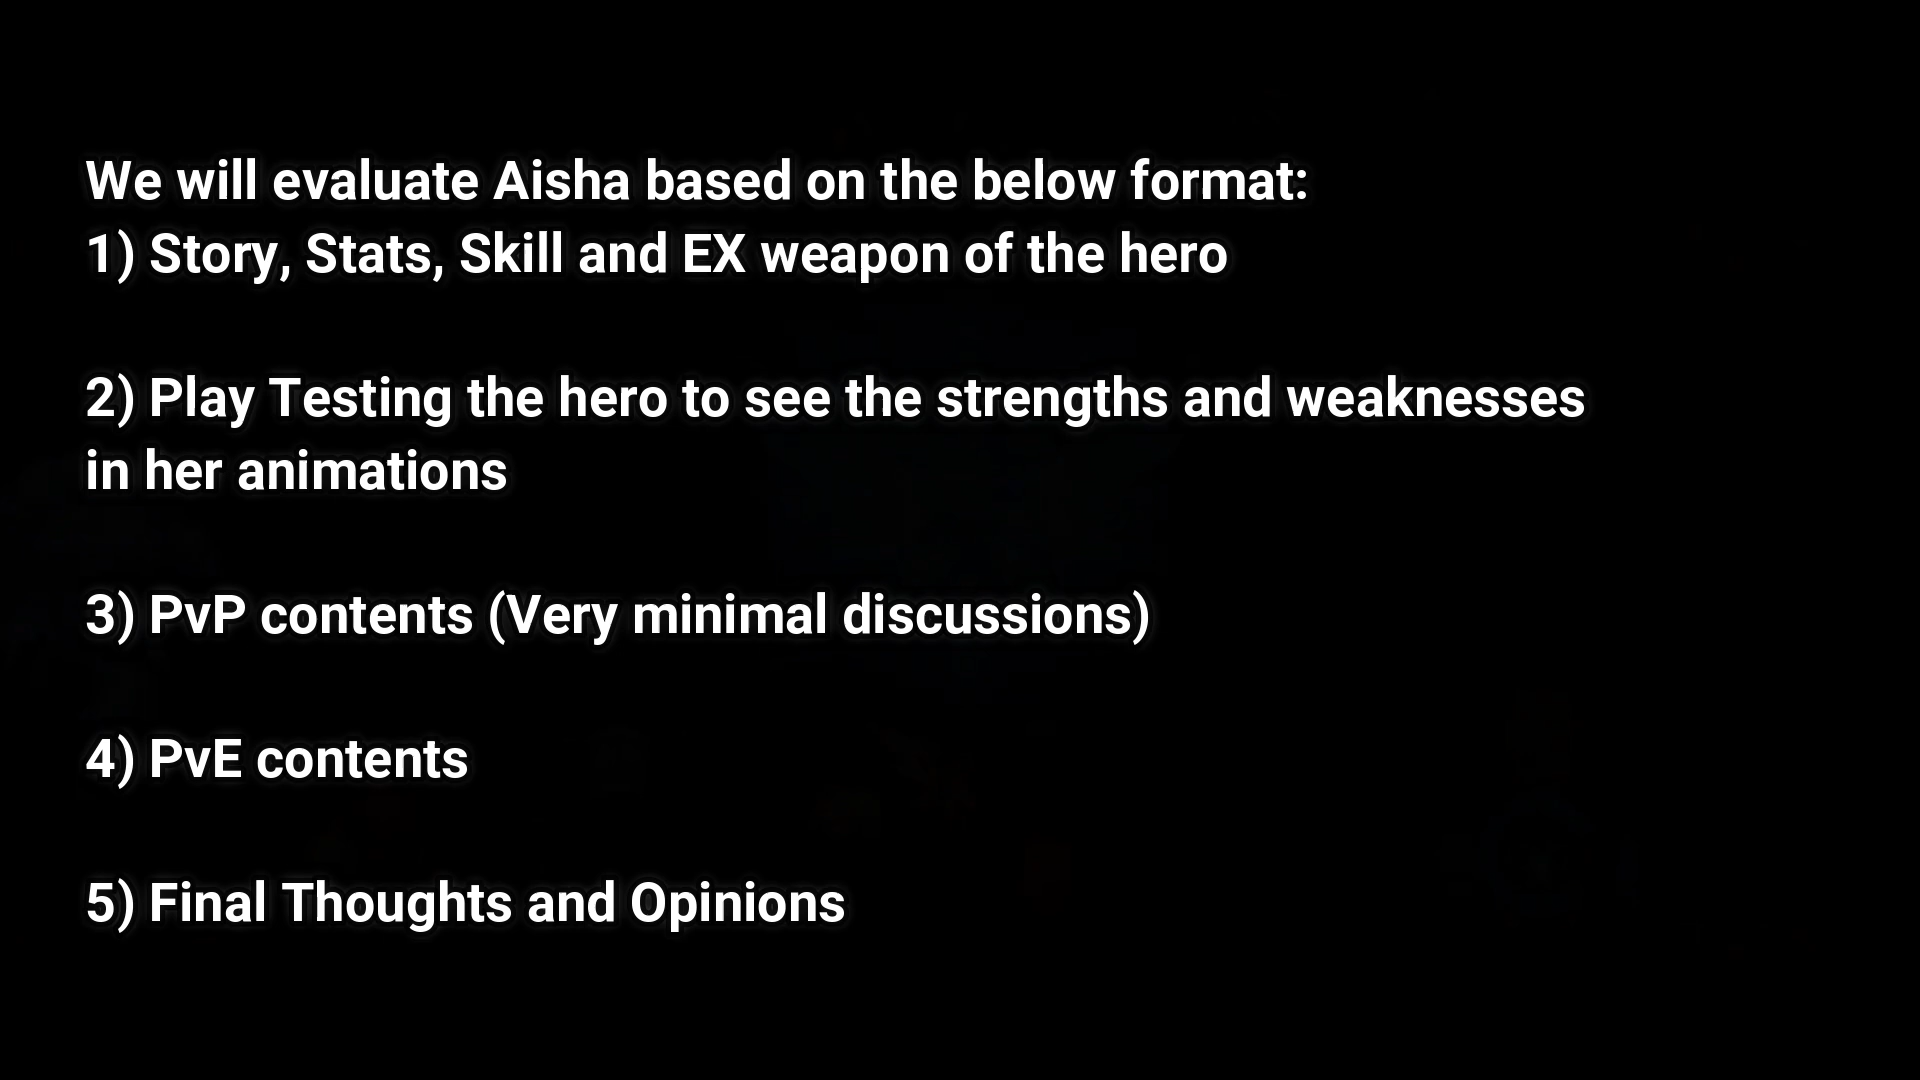 We will evaluate Aisha based on the below format:
1) Story, Stats, Skill and EX weapon of the hero
2) Play Testing the hero to see the strengths and weaknesses
in her animations
3) PvP contents (Very minimal discussions)
4) PvE contents
5) Final Thoughts and Opinions